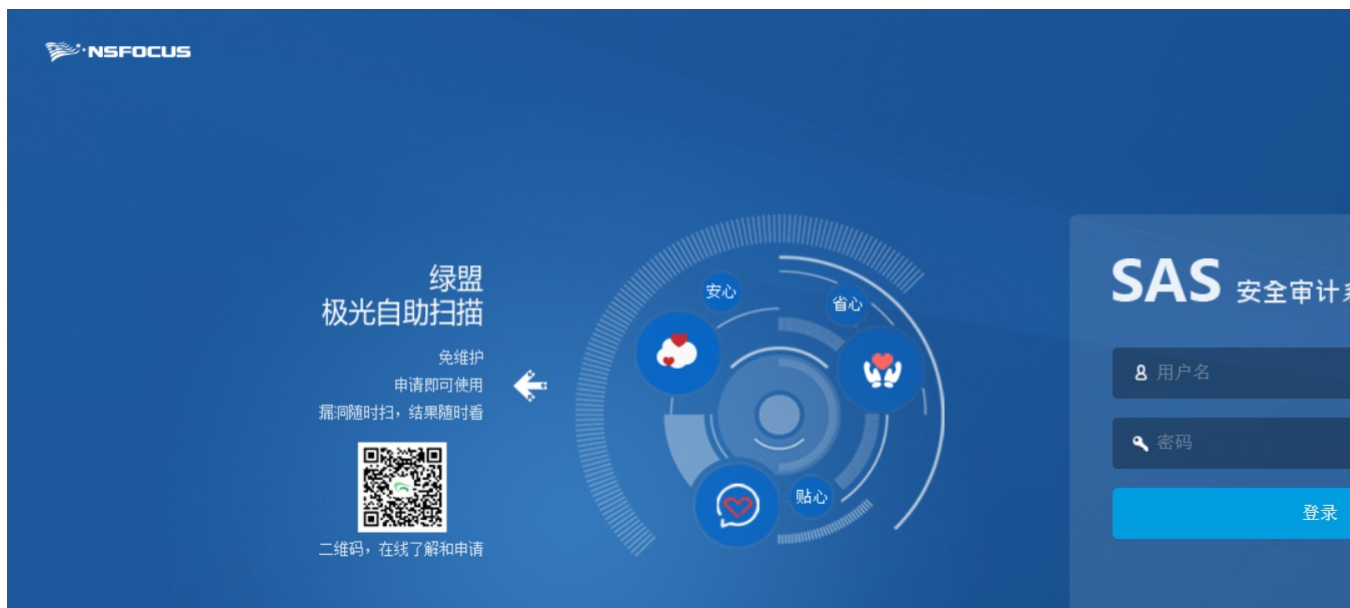 NSFOCUS
绿盟
极光自助扫描
免维护
申请即可使用
漏洞随时扫，结果随时看
二维码，在线了解和申请
安心
省心
贴心
SAS 安全审计
用户名
密码
登录